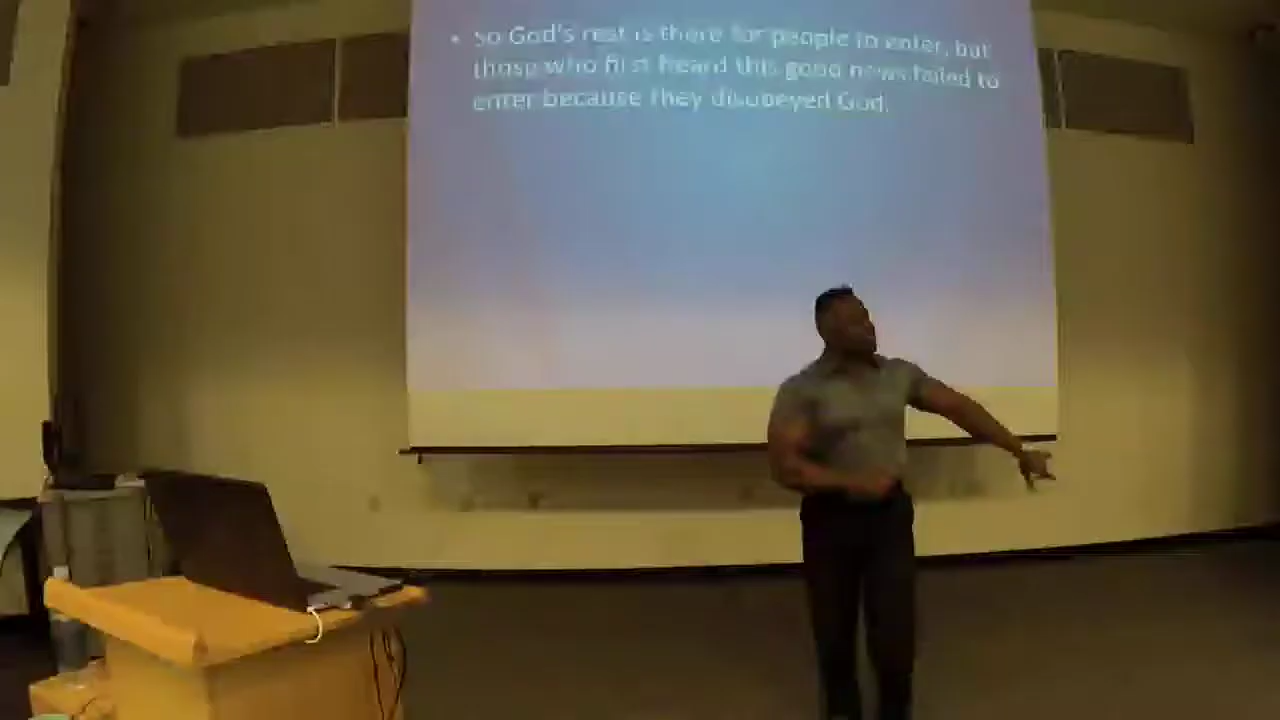 • So God's rest is there for people to enter, but
those who first heard this good news failed to
enter because they disobeyed God.